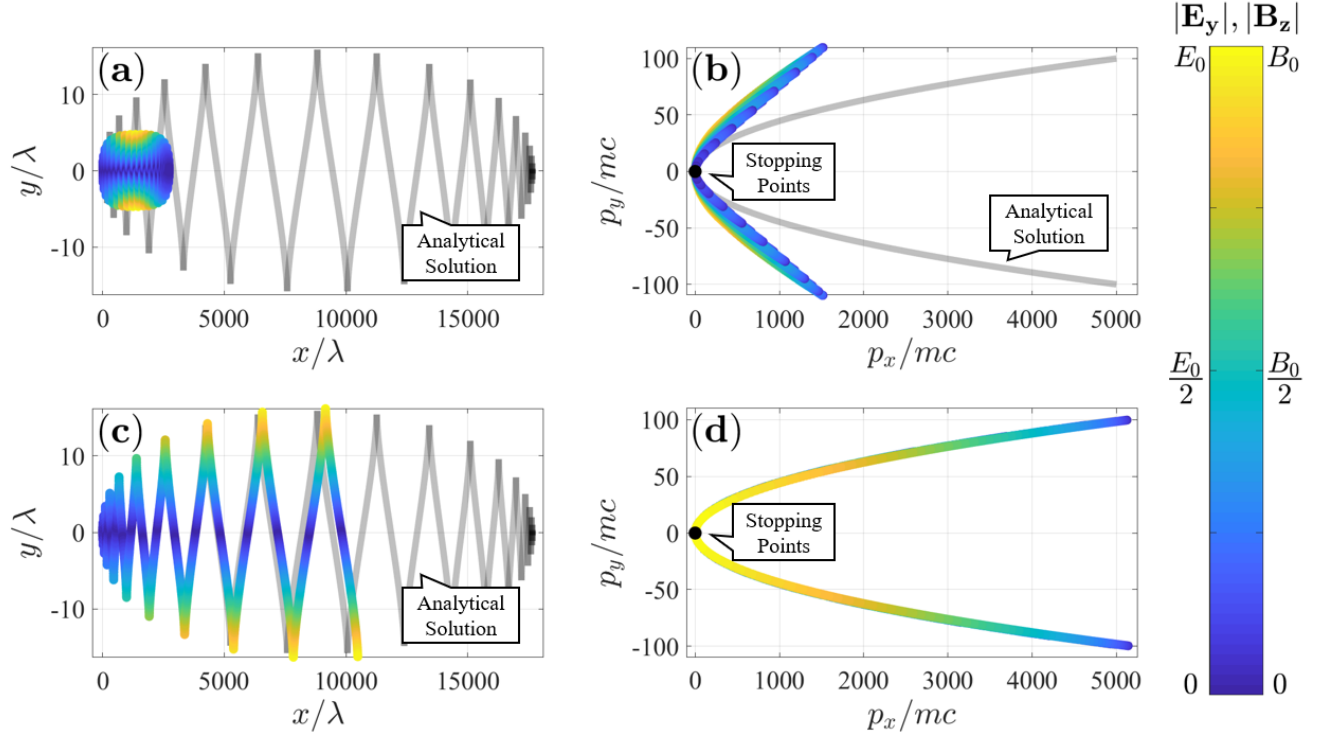 (a)
y/λ
10
0
-10
0
5000
10000
15000
x/λ
Analytical
Solution
(b)
p_y/mc
100
50
0
-50
-100
0
1000
2000
3000
4000
5000
p_x/mc
Stopping
Points
Analytical
Solution
(c)
y/λ
10
0
-10
0
5000
10000
15000
x/λ
Analytical
Solution
(d)
p_y/mc
100
50
0
-50
-100
0
1000
2000
3000
4000
5000
p_x/mc
Stopping
Points
|E_y|, |B_z|
E_0 B_0
E_0/2 B_0/2
0 0